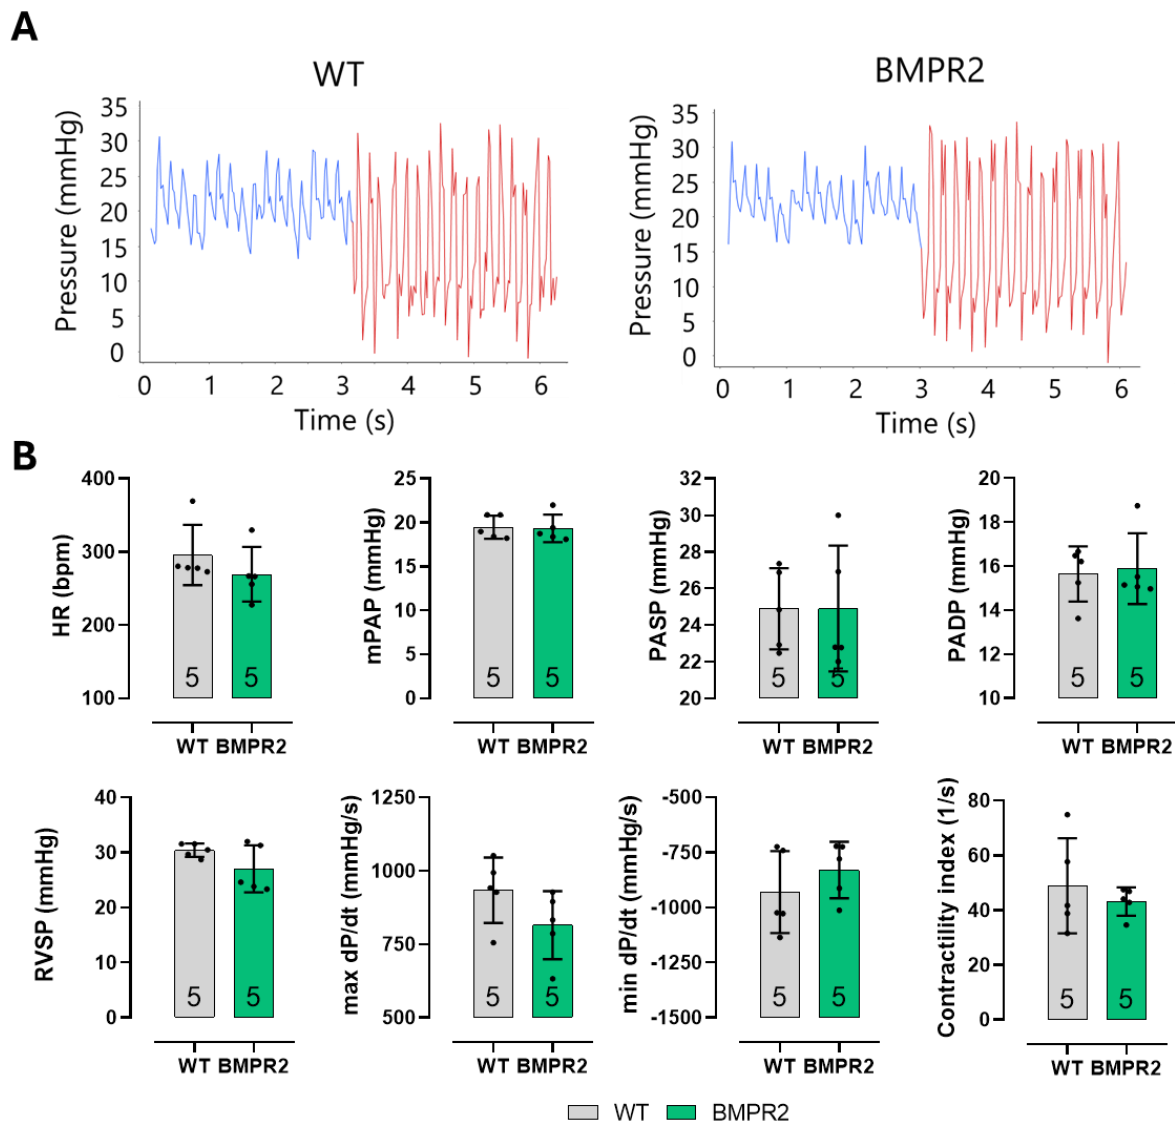 A
WT
BMPR2
Pressure (mmHg)
35
30
25
20
15
10
5
0
0 1 2 3 4 5 6
Time (s)
Pressure (mmHg)
35
30
25
20
15
10
5
0
0 1 2 3 4 5 6
Time (s)
B
HR (bpm)
400
300
200
100
5 5
WT BMPR2
mPAP (mmHg)
25
20
15
10
5
0
5 5
WT BMPR2
PASP (mmHg)
32
30
28
26
24
22
20
5 5
WT BMPR2
PADP (mmHg)
20
18
16
14
12
10
5 5
WT BMPR2
RVSP (mmHg)
40
30
20
10
0
5 5
WT BMPR2
max dP/dt (mmHg/s)
1250
1000
750
500
5 5
WT BMPR2
min dP/dt (mmHg/s)
-500
-750
-1000
-1250
-1500
5 5
WT BMPR2
Contractility index (1/s)
80
60
40
20
0
5 5
WT BMPR2
WT BMPR2